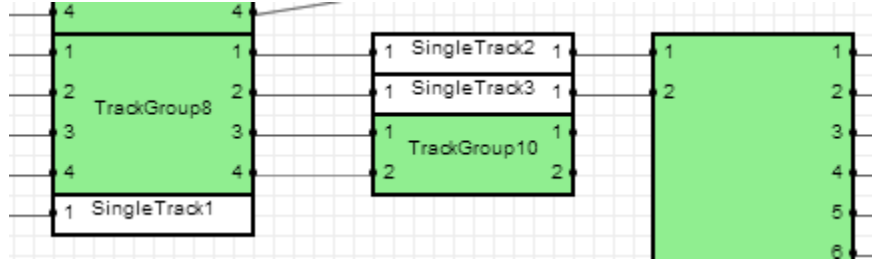 4 4
1 1 1 SingleTrack2 1 1 1
2 TrackGroup8 2 1 SingleTrack3 1 2 2
3 3 1 TrackGroup10 1 3
4 4 2 2 4
1 SingleTrack1 5
6